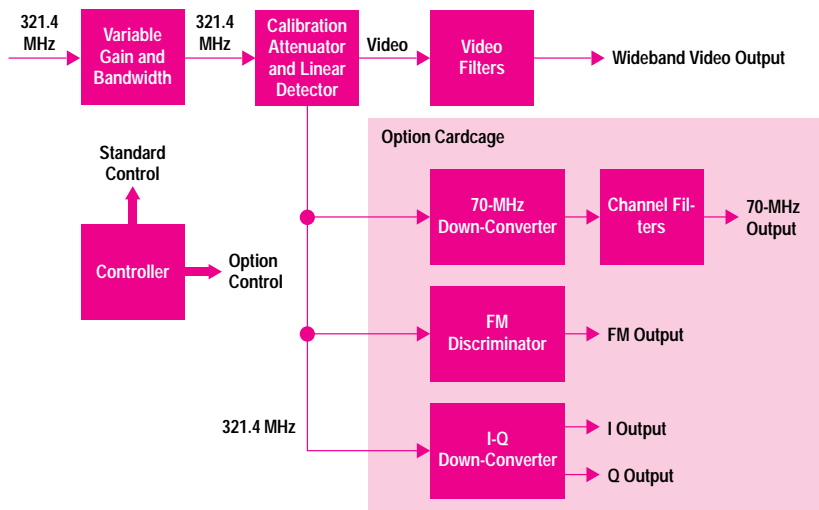 321.4
MHz
Variable
Gain and
Bandwidth
321.4
MHz
Calibration
Attenuator
and Linear
Detector
Video
Video
Filters
Wideband Video Output
Option Cardcage
Standard
Control
Controller
Option
Control
70-MHz
Down-Converter
Channel Fil-
ters
70-MHz
Output
FM
Discriminator
FM Output
321.4 MHz
I-Q
Down-Converter
I Output
Q Output